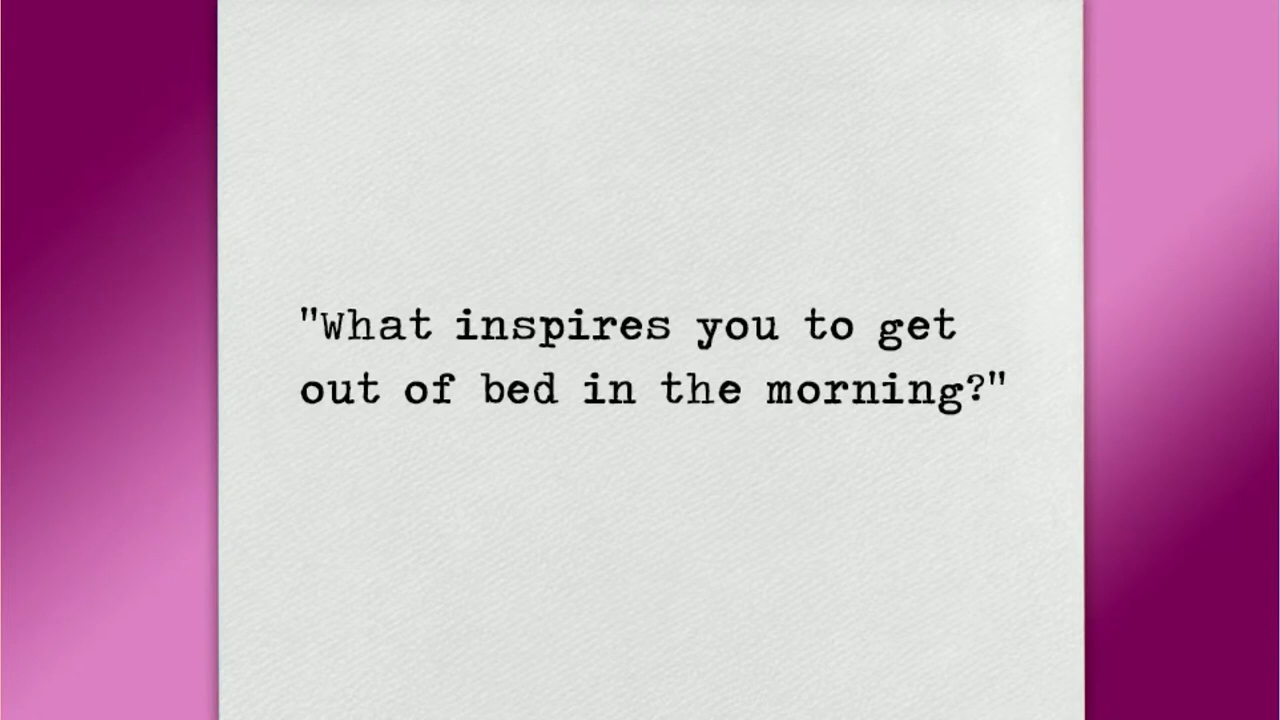 "What inspires you to get
out of bed in the morning?"